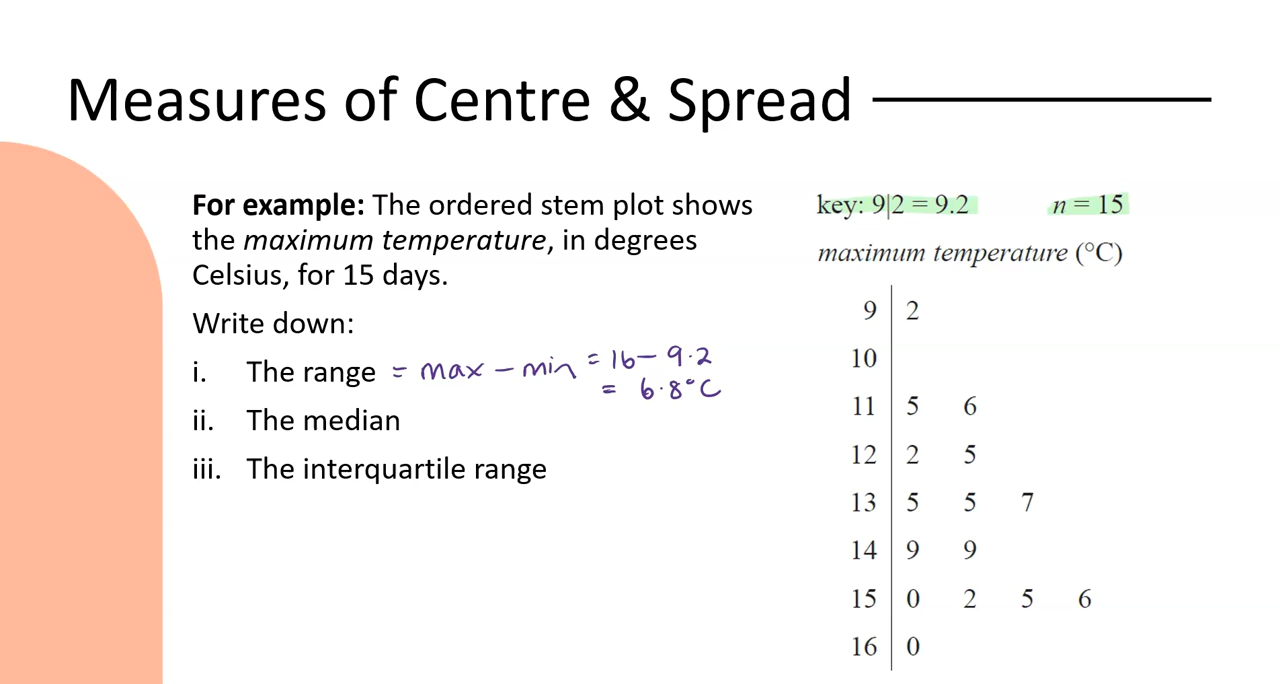 Measures of Centre & Spread
For example: The ordered stem plot shows
the maximum temperature, in degrees
Celsius, for 15 days.
Write down:
i. The range = max - min = 16 - 9.2
= 6.8°C
ii. The median
iii. The interquartile range
key: 9|2 = 9.2 n = 15
maximum temperature (°C)
9 | 2
10 |
11 | 5 6
12 | 2 5
13 | 5 5 7
14 | 9 9
15 | 0 2 5 6
16 | 0